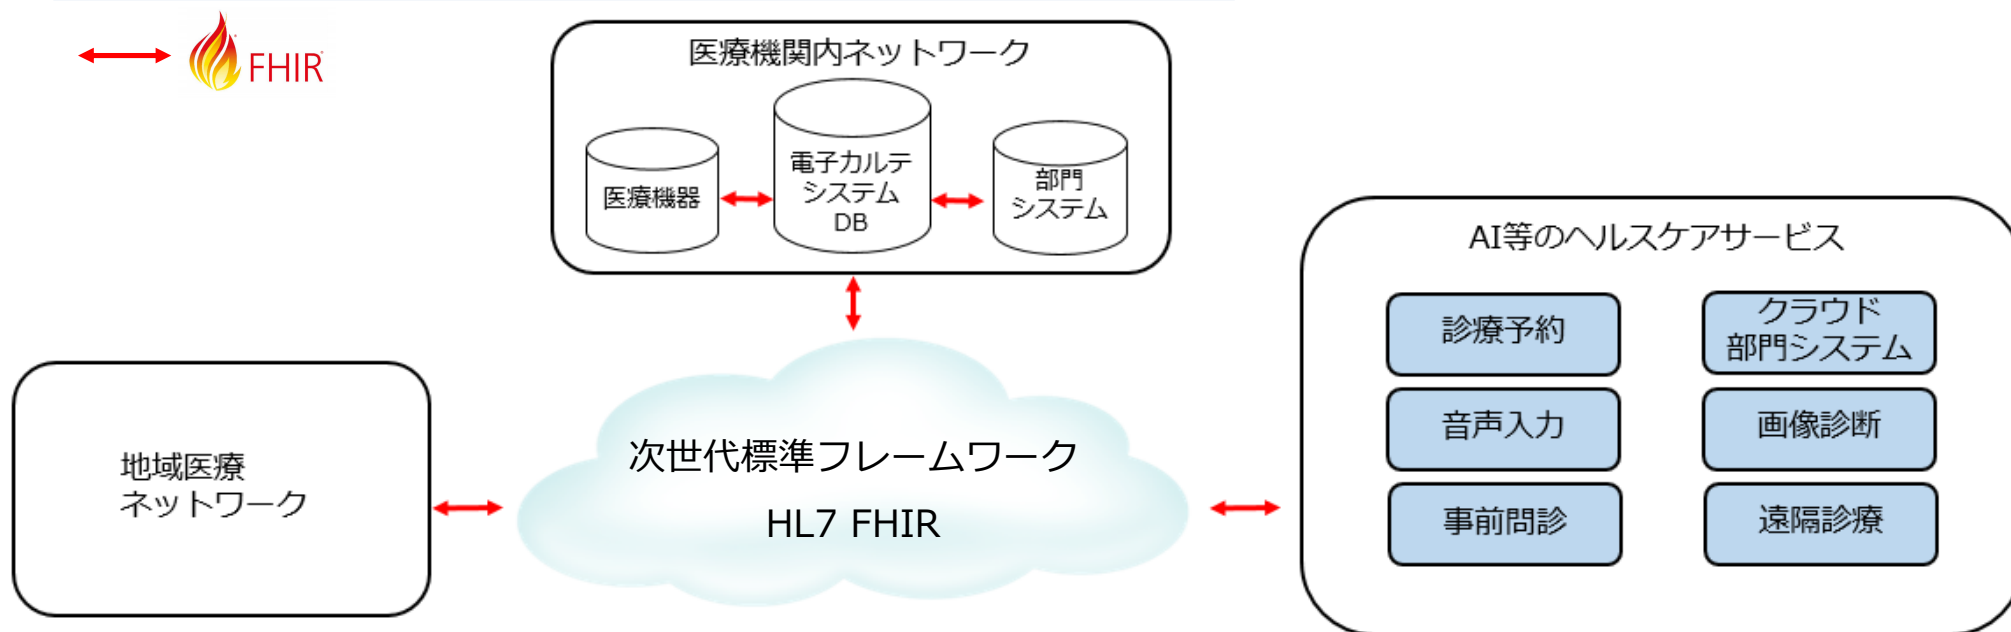 FHIR
医療機関内ネットワーク
医療機器
電子カルテ
システム
DB
部門
システム
AI等のヘルスケアサービス
診療予約
クラウド
部門システム
音声入力
画像診断
事前問診
遠隔診療
地域医療
ネットワーク
次世代標準フレームワーク
HL7 FHIR